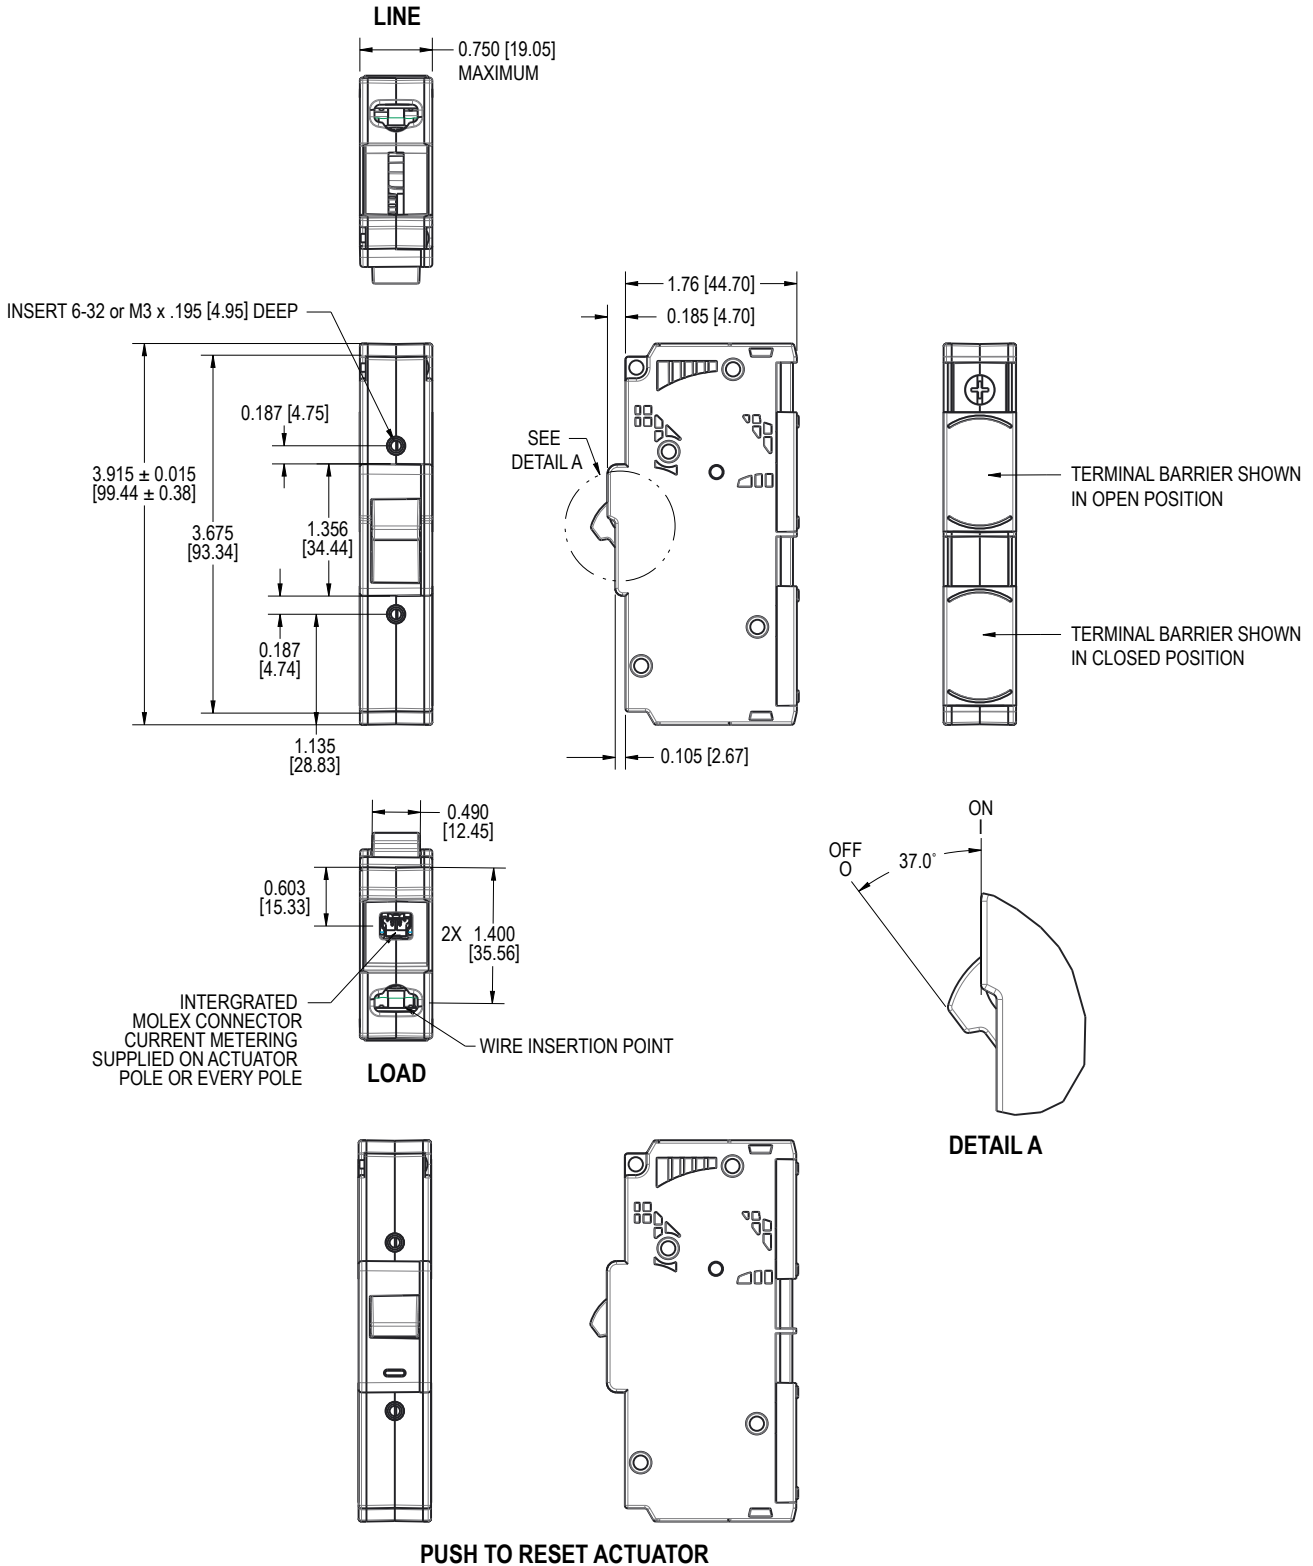 LINE
0.750 [19.05]
MAXIMUM
INSERT 6-32 or M3 x .195 [4.95] DEEP
1.76 [44.70]
0.185 [4.70]
0.187 [4.75]
SEE
DETAIL A
3.915 ± 0.015
[99.44 ± 0.38]
3.675
[93.34]
1.356
[34.44]
TERMINAL BARRIER SHOWN
IN OPEN POSITION
0.187
[4.74]
TERMINAL BARRIER SHOWN
IN CLOSED POSITION
1.135
[28.83]
0.105 [2.67]
0.490
[12.45]
ON
I
OFF
O
37.0°
0.603
[15.33]
2X 1.400
[35.56]
INTERGRATED
MOLEX CONNECTOR
CURRENT METERING
SUPPLIED ON ACTUATOR
POLE OR EVERY POLE
WIRE INSERTION POINT
LOAD
DETAIL A
PUSH TO RESET ACTUATOR